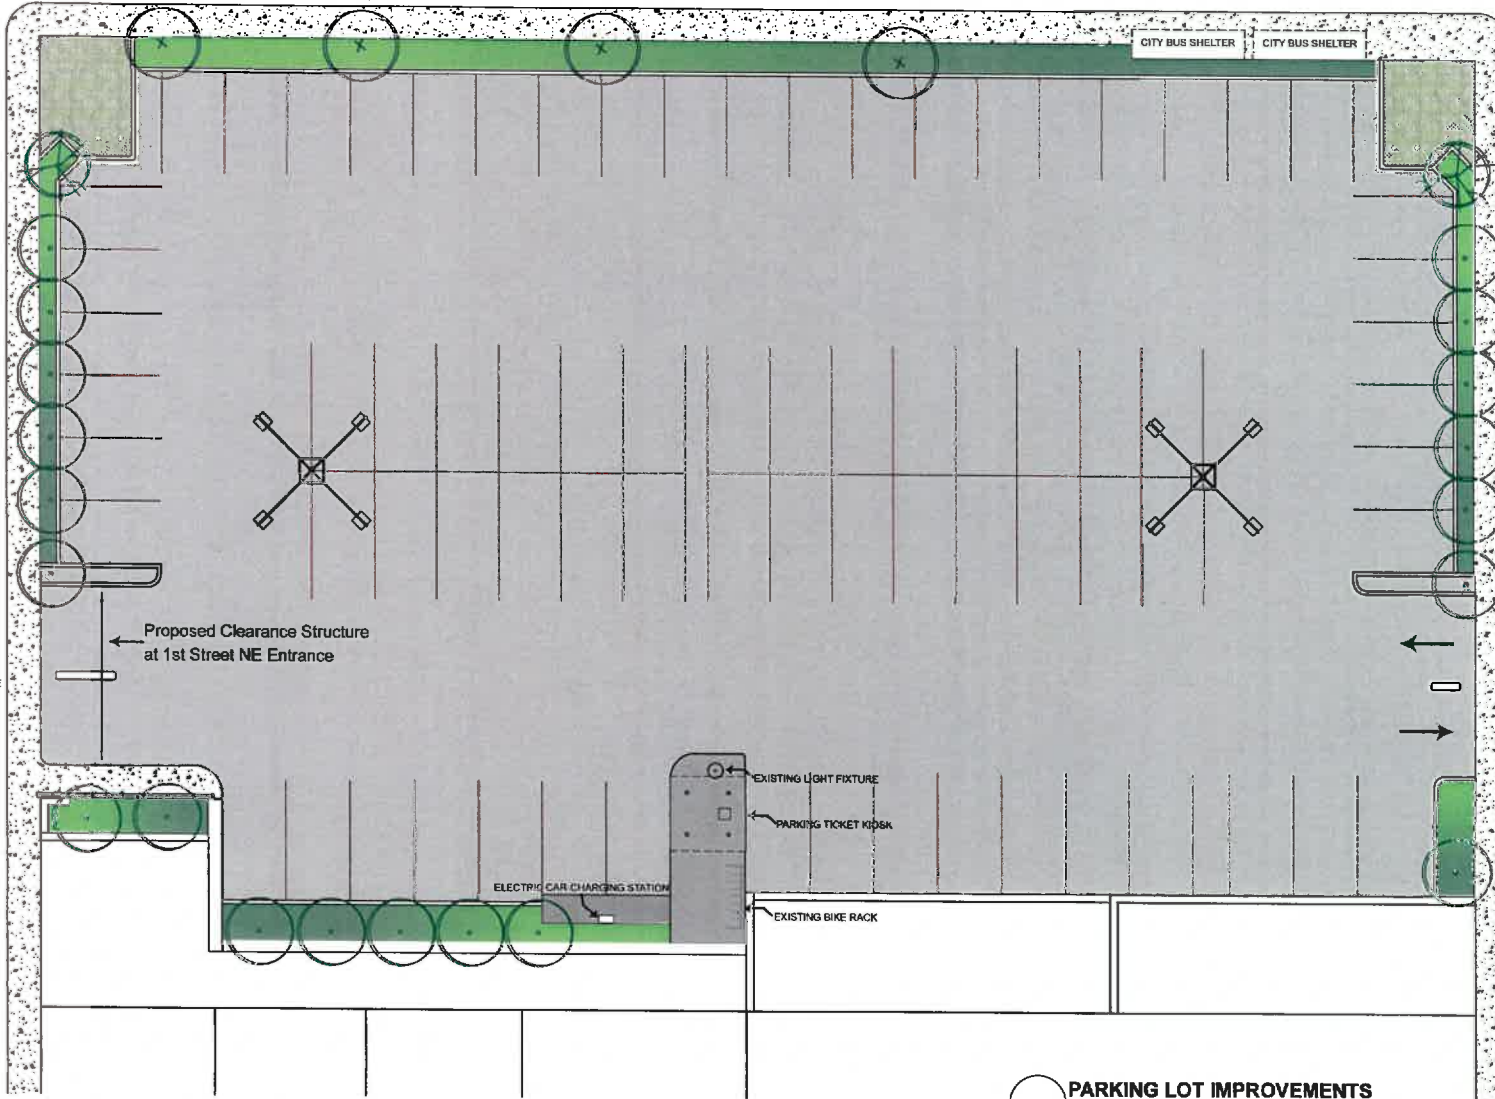 CITY BUS SHELTER
CITY BUS SHELTER
Proposed Clearance Structure
at 1st Street NE Entrance
EXISTING LIGHT FIXTURE
PARKING TICKET KIOSK
ELECTRIC CAR CHARGING STATION
EXISTING BIKE RACK
PARKING LOT IMPROVEMENTS